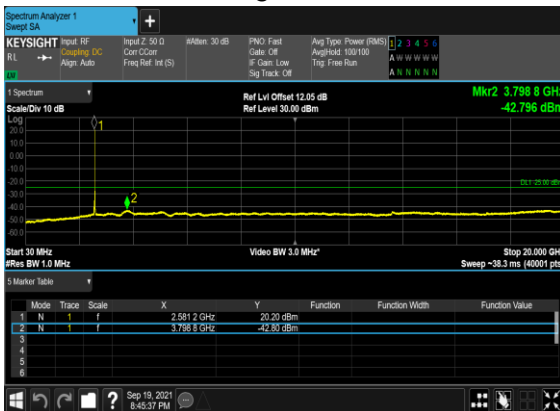 Spectrum Analyzer 1
Swept SA
+
KEYSIGHT Input: RF Input Z: 50 Ω #Atten: 30 dB PNO: Fast Avg Type: Power (RMS) 1 2 3 4 5 6
RL Coupling: DC Corr CCorr Gate: Off Avg|Hold: 100/100 A W W W W W
Align: Auto Freq Ref: Int (S) IF Gain: Low Trig: Free Run
Sig Track: Off A N N N N N
LV
1 Spectrum Ref Lvl Offset 12.05 dB Mkr2 3.798 8 GHz
Scale/Div 10 dB Ref Level 30.00 dBm -42.796 dBm
Log
20.0
10.0
0.00
-10.0
-20.0
-30.0
-40.0
-50.0
-60.0
1
2
DL1 -25.00 dBm
Start 30 MHz Video BW 3.0 MHz* Stop 20.000 GHz
#Res BW 1.0 MHz Sweep ~38.3 ms (40001 pts)
5 Marker Table
Mode Trace Scale X Y Function Function Width Function Value
1 N 1 f 2.581 2 GHz 20.20 dBm
2 N 1 f 3.798 8 GHz -42.80 dBm
3
4
5
6
?
Sep 19, 2021
8:45:37 PM